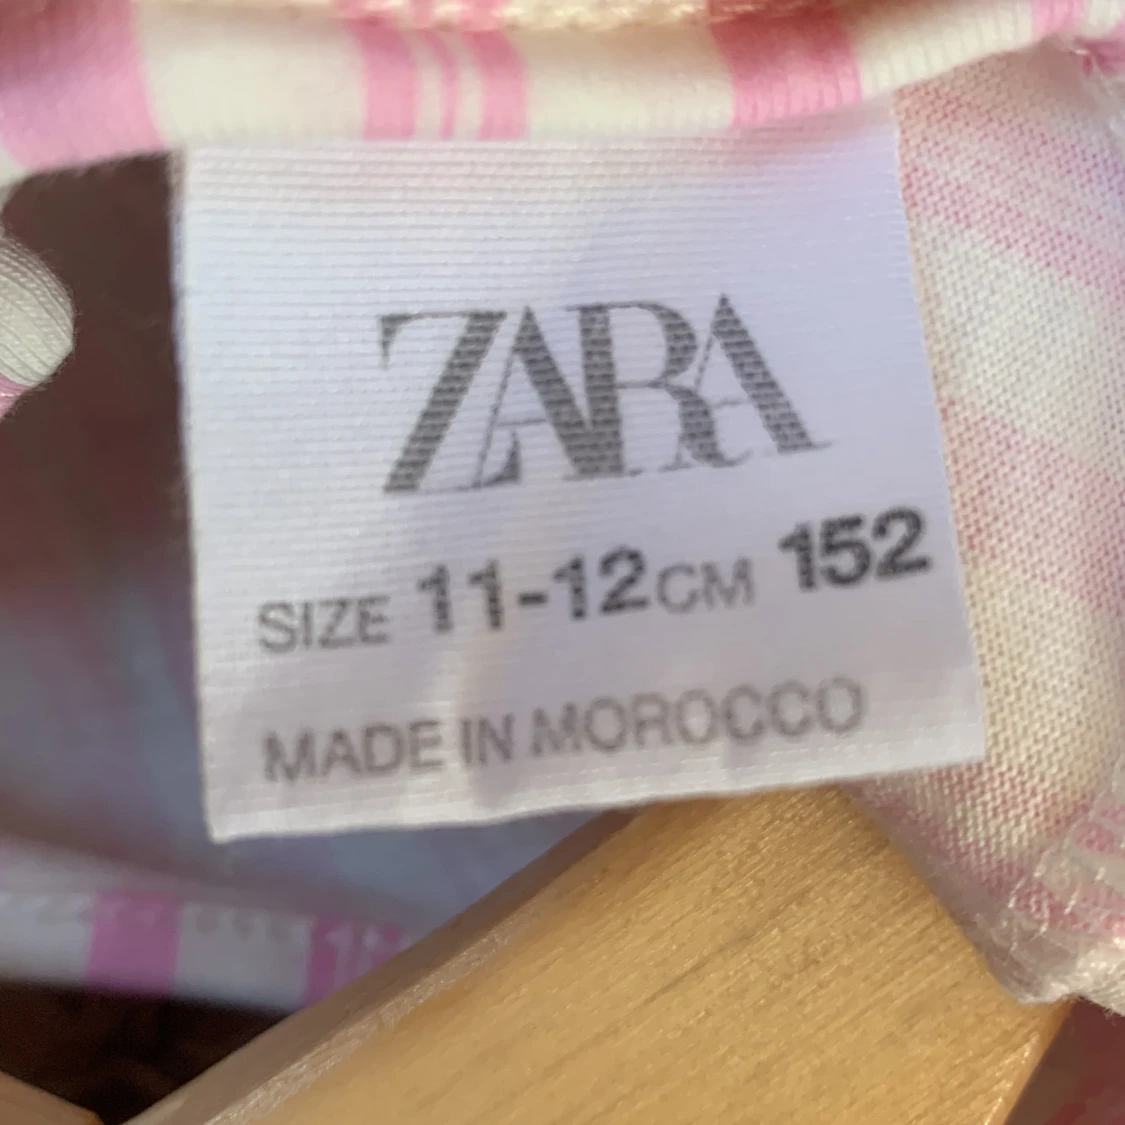 ZARA
SIZE 11-12 CM 152
MADE IN MOROCCO